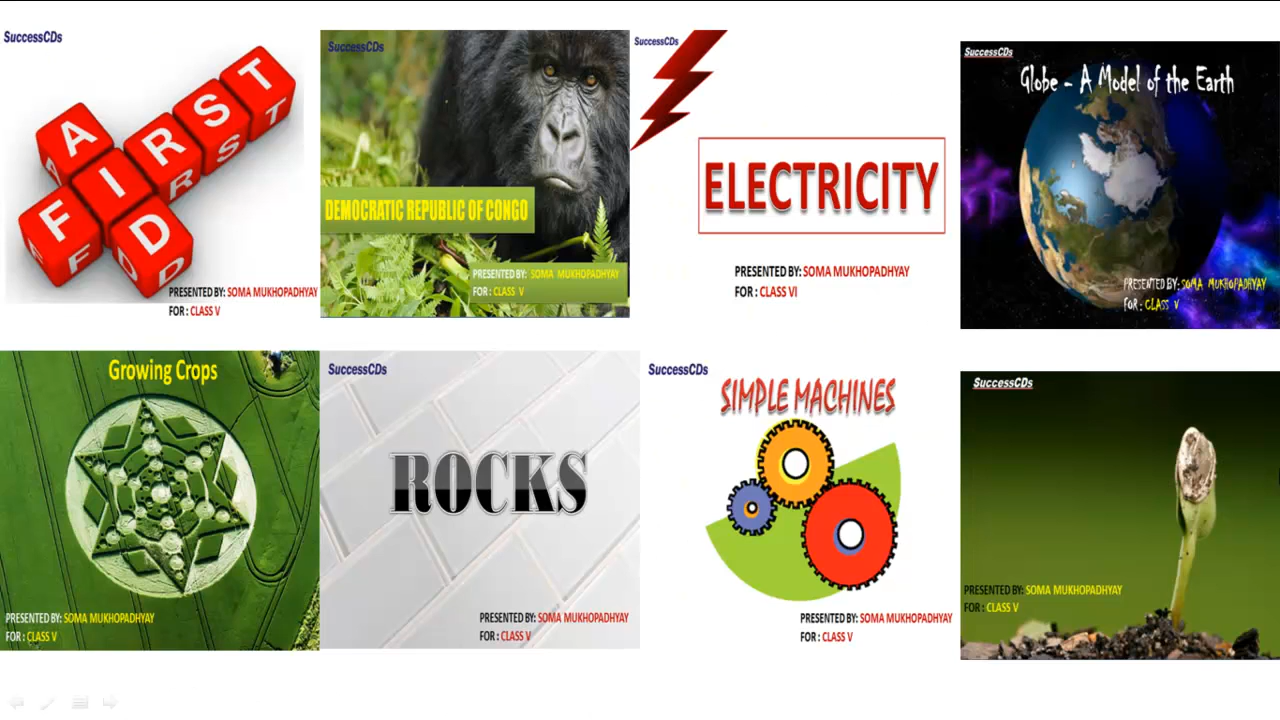 SuccessCDs
A
FIRST
D
PRESENTED BY: SOMA MUKHOPADHYAY
FOR : CLASS V
SuccessCDs
DEMOCRATIC REPUBLIC OF CONGO
PRESENTED BY: SOMA MUKHOPADHYAY
FOR : CLASS V
SuccessCDs
ELECTRICITY
PRESENTED BY: SOMA MUKHOPADHYAY
FOR : CLASS VI
SuccessCDs
Globe - A Model of the Earth
PRESENTED BY: SOMA MUKHOPADHYAY
FOR: CLASS V
Growing Crops
PRESENTED BY: SOMA MUKHOPADHYAY
FOR : CLASS V
SuccessCDs
ROCKS
PRESENTED BY: SOMA MUKHOPADHYAY
FOR : CLASS V
SuccessCDs
SIMPLE MACHINES
PRESENTED BY: SOMA MUKHOPADHYAY
FOR : CLASS V
SuccessCDs
PRESENTED BY: SOMA MUKHOPADHYAY
FOR : CLASS V